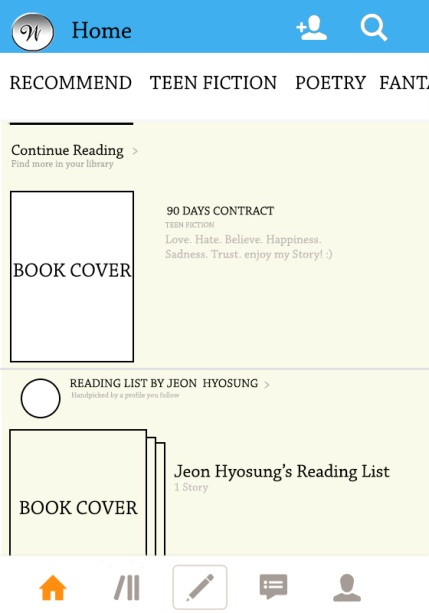 W
Home
RECOMMEND TEEN FICTION POETRY FANTA
Continue Reading >
Find more in your library
BOOK COVER
90 DAYS CONTRACT
TEEN FICTION
Love. Hate. Believe. Happiness.
Sadness. Trust. enjoy my Story! :)
READING LIST BY JEON HYOSUNG >
Handpicked by a profile you follow
BOOK COVER
Jeon Hyosung's Reading List
1 Story